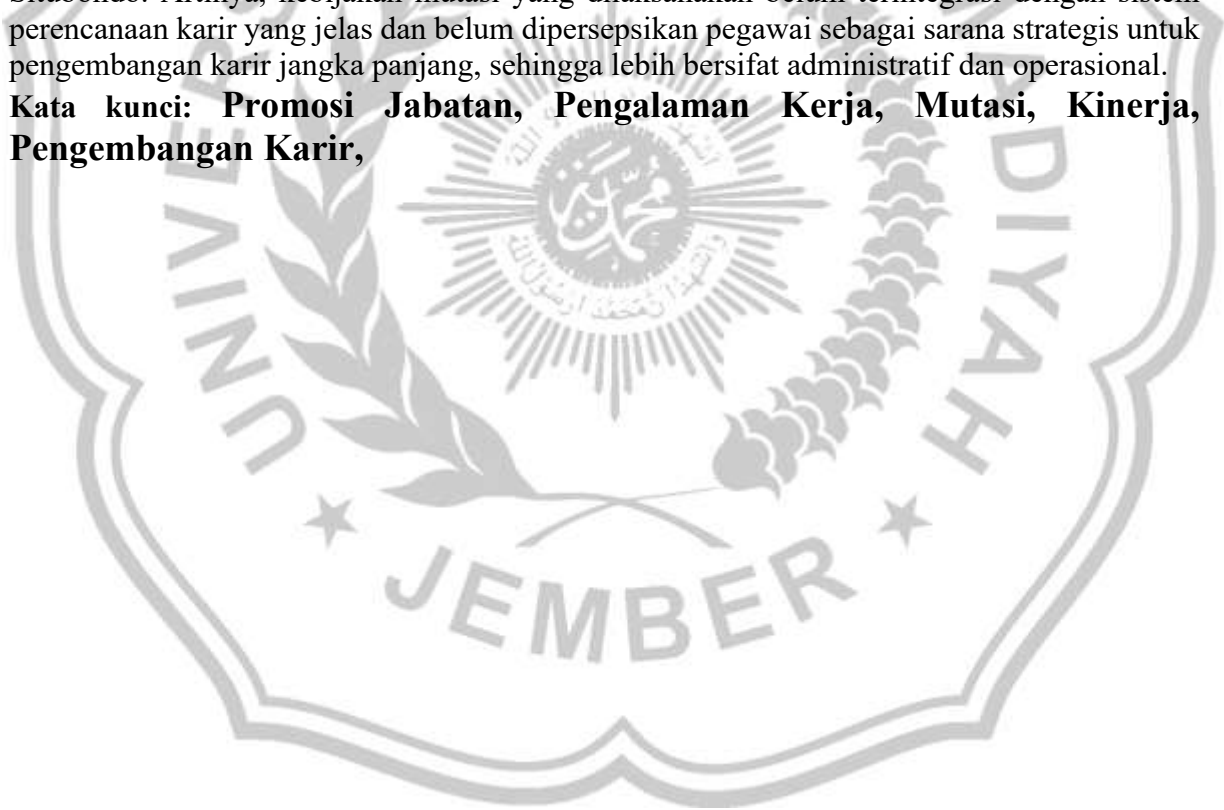 Situbondo. Artinya, kebijakan mutasi yang dilaksanakan belum terintegrasi dengan sistem
perencanaan karir yang jelas dan belum dipersepsikan pegawai sebagai sarana strategis untuk
pengembangan karir jangka panjang, sehingga lebih bersifat administratif dan operasional.
Kata kunci: Promosi Jabatan, Pengalaman Kerja, Mutasi, Kinerja,
Pengembangan Karir,
UNIVER
DIYAH
JEMBER